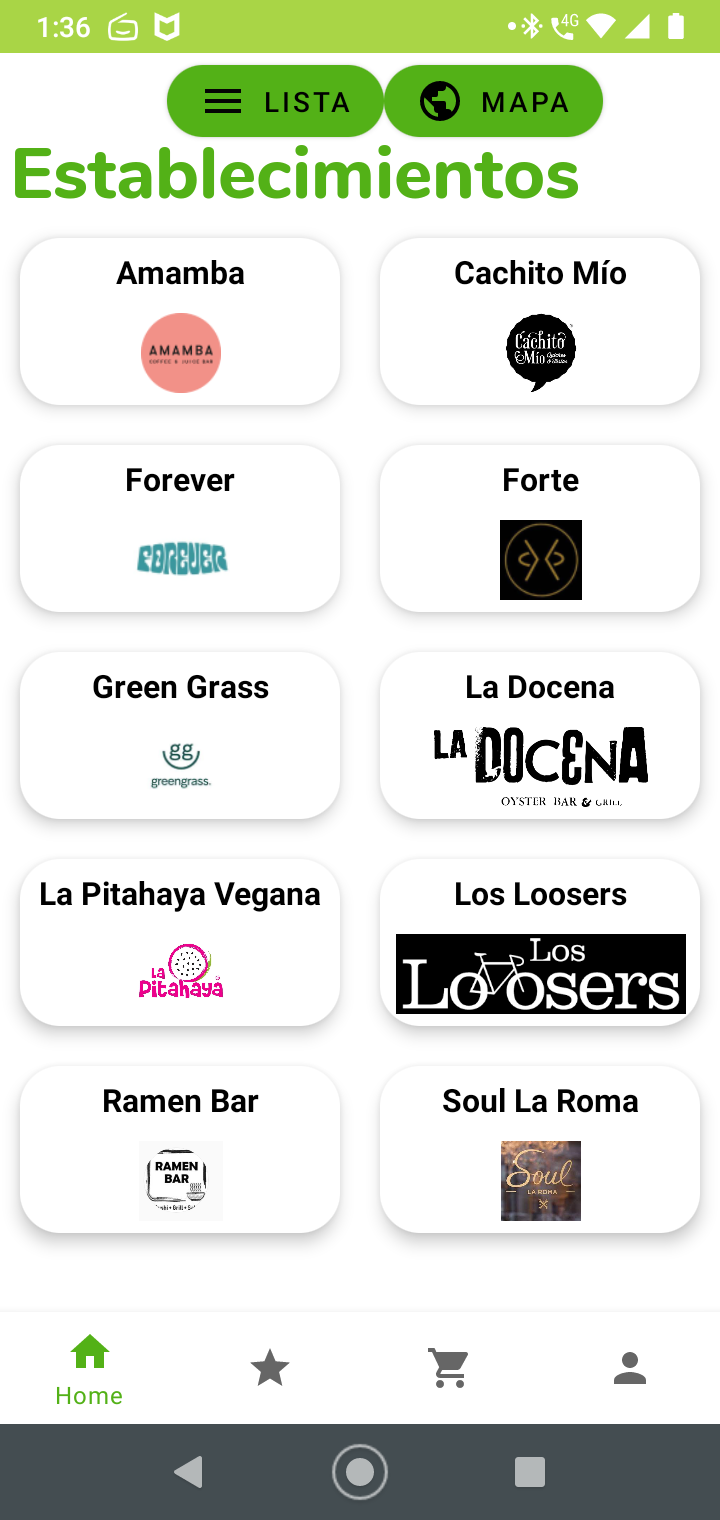 1:36
4G
LISTA MAPA
Establecimientos
Amamba
AMAMBA
COFFEE & JUICE BAR
Cachito Mío
Cachito
Mío
Forever
FOREVER
Forte
Green Grass
gg
greengrass.
La Docena
LA DOCENA
OYSTER BAR & GRILL
La Pitahaya Vegana
La
Pitahaya
Los Loosers
Los
Loosers
Ramen Bar
RAMEN
BAR
Soul La Roma
Soul
LA ROMA
Home